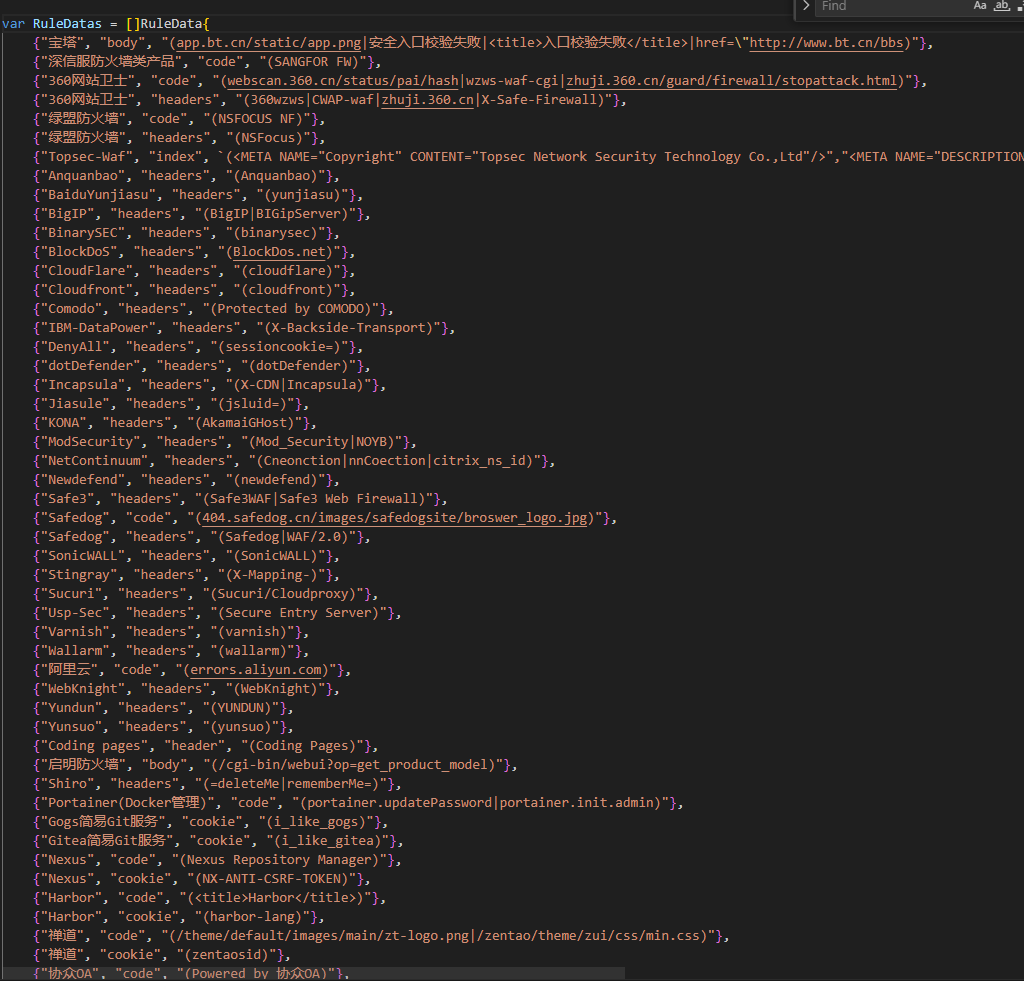 Find Aa ab
var RuleDatas = []RuleData{
{"宝塔", "body", "(app.bt.cn/static/app.png|安全入口校验失败|<title>入口校验失败</title>|href=\"http://www.bt.cn/bbs)"},
{"深信服防火墙类产品", "code", "(SANGFOR FW)"},
{"360网站卫士", "code", "(webscan.360.cn/status/pai/hash|wzws-waf-cgi|zhuji.360.cn/guard/firewall/stopattack.html)"},
{"360网站卫士", "headers", "(360wzws|CWAP-waf|zhuji.360.cn|X-Safe-Firewall)"},
{"绿盟防火墙", "code", "(NSFOCUS NF)"},
{"绿盟防火墙", "headers", "(NSFocus)"},
{"Topsec-Waf", "index", `(<META NAME="Copyright" CONTENT="Topsec Network Security Technology Co.,Ltd"/>","<META NAME="DESCRIPTION
{"Anquanbao", "headers", "(Anquanbao)"},
{"BaiduYunjiasu", "headers", "(yunjiasu)"},
{"BigIP", "headers", "(BigIP|BIGipServer)"},
{"BinarySEC", "headers", "(binarysec)"},
{"BlockDoS", "headers", "(BlockDos.net)"},
{"CloudFlare", "headers", "(cloudflare)"},
{"Cloudfront", "headers", "(cloudfront)"},
{"Comodo", "headers", "(Protected by COMODO)"},
{"IBM-DataPower", "headers", "(X-Backside-Transport)"},
{"DenyAll", "headers", "(sessioncookie=)"},
{"dotDefender", "headers", "(dotDefender)"},
{"Incapsula", "headers", "(X-CDN|Incapsula)"},
{"Jiasule", "headers", "(jsluid=)"},
{"KONA", "headers", "(AkamaiGHost)"},
{"ModSecurity", "headers", "(Mod_Security|NOYB)"},
{"NetContinuum", "headers", "(Cneonction|nnCoection|citrix_ns_id)"},
{"Newdefend", "headers", "(newdefend)"},
{"Safe3", "headers", "(Safe3WAF|Safe3 Web Firewall)"},
{"Safedog", "code", "(404.safedog.cn/images/safedogsite/broswer_logo.jpg)"},
{"Safedog", "headers", "(Safedog|WAF/2.0)"},
{"SonicWALL", "headers", "(SonicWALL)"},
{"Stingray", "headers", "(X-Mapping-)"},
{"Sucuri", "headers", "(Sucuri/Cloudproxy)"},
{"Usp-Sec", "headers", "(Secure Entry Server)"},
{"Varnish", "headers", "(varnish)"},
{"Wallarm", "headers", "(wallarm)"},
{"阿里云", "code", "(errors.aliyun.com)"},
{"WebKnight", "headers", "(WebKnight)"},
{"Yundun", "headers", "(YUNDUN)"},
{"Yunsuo", "headers", "(yunsuo)"},
{"Coding pages", "header", "(Coding Pages)"},
{"启明防火墙", "body", "(/cgi-bin/webui?op=get_product_model)"},
{"Shiro", "headers", "(=deleteMe|rememberMe=)"},
{"Portainer(Docker管理)", "code", "(portainer.updatePassword|portainer.init.admin)"},
{"Gogs简易Git服务", "cookie", "(i_like_gogs)"},
{"Gitea简易Git服务", "cookie", "(i_like_gitea)"},
{"Nexus", "code", "(Nexus Repository Manager)"},
{"Nexus", "cookie", "(NX-ANTI-CSRF-TOKEN)"},
{"Harbor", "code", "(<title>Harbor</title>)"},
{"Harbor", "cookie", "(harbor-lang)"},
{"禅道", "code", "(/theme/default/images/main/zt-logo.png|/zentao/theme/zui/css/min.css)"},
{"禅道", "cookie", "(zentaosid)"},
{"协众OA", "code", "(Powered by 协众OA)"},